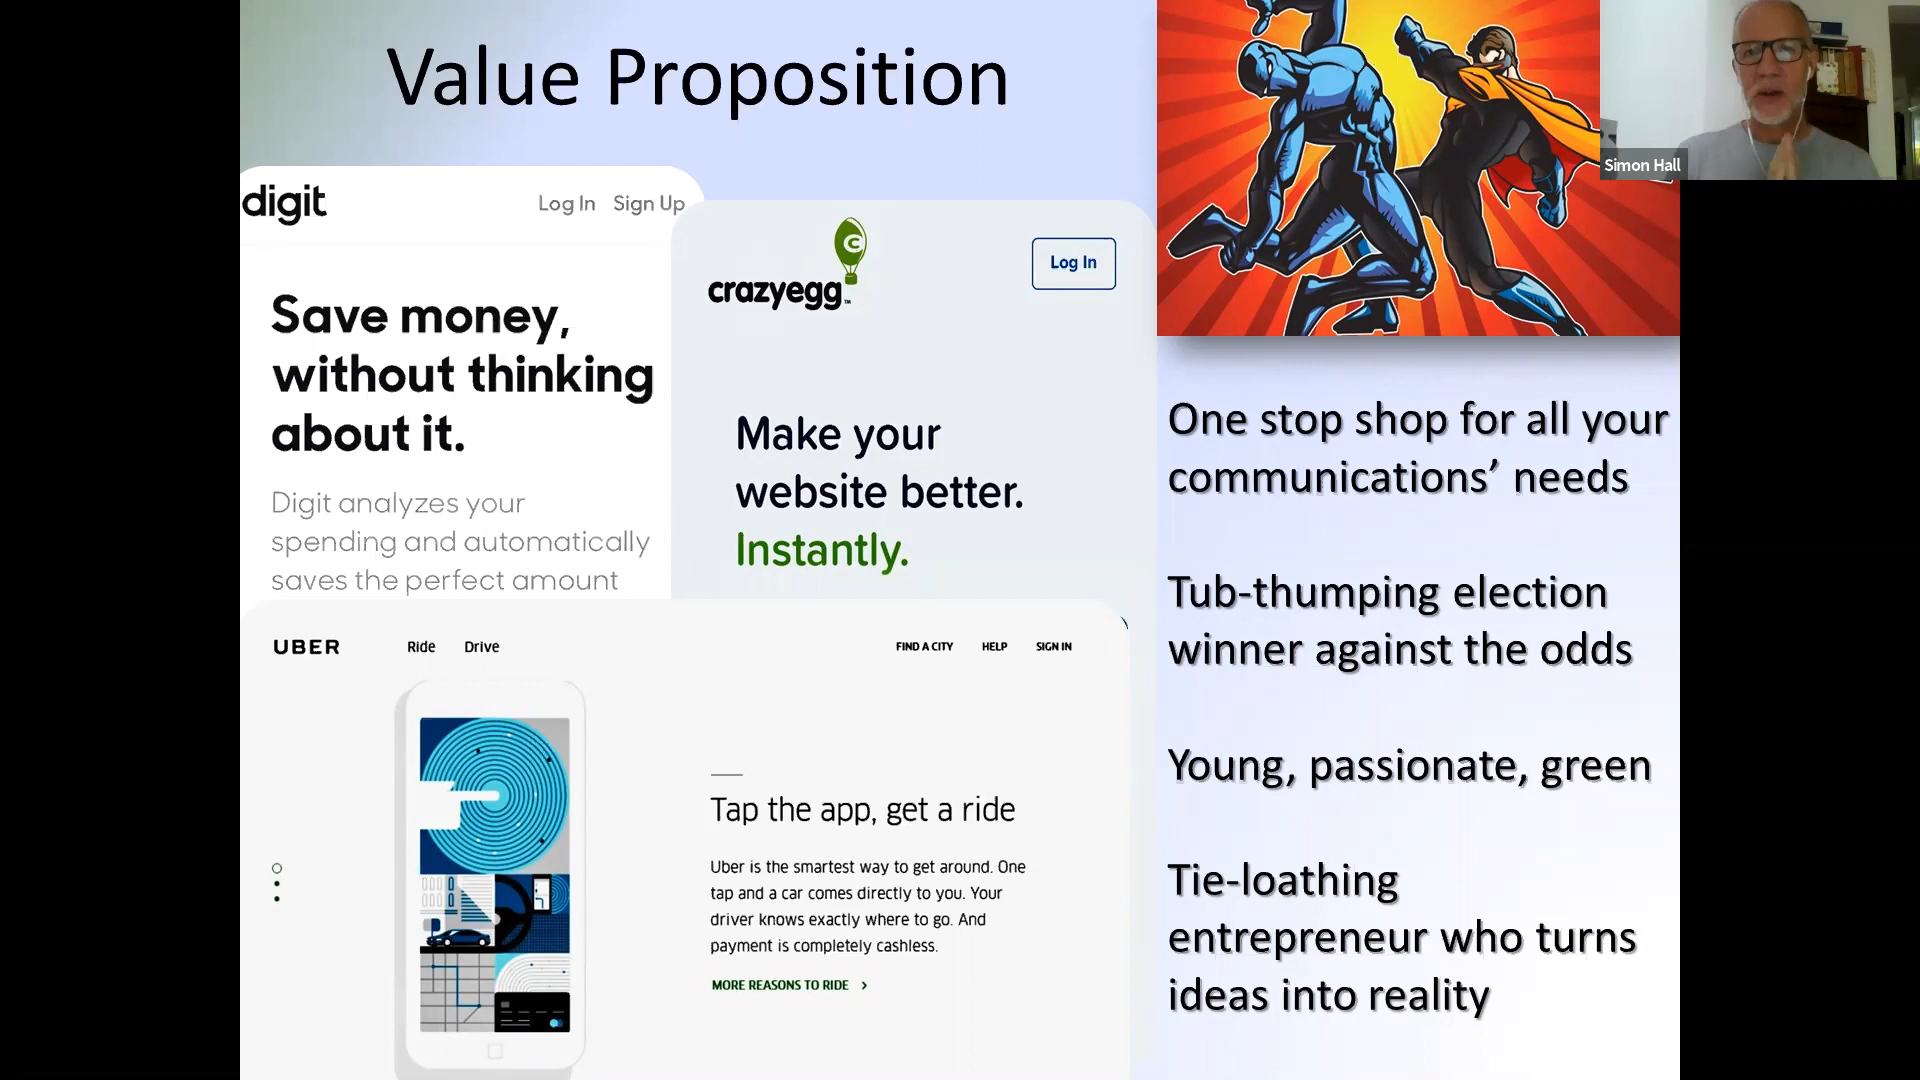 Value Proposition
Simon Hall
digit
Log In Sign Up
Save money,
without thinking
about it.
Digit analyzes your
spending and automatically
saves the perfect amount
crazyegg™
Log In
Make your
website better.
Instantly.
UBER
Ride Drive
FIND A CITY HELP SIGN IN
Tap the app, get a ride
Uber is the smartest way to get around. One
tap and a car comes directly to you. Your
driver knows exactly where to go. And
payment is completely cashless.
MORE REASONS TO RIDE >
One stop shop for all your
communications’ needs
Tub-thumping election
winner against the odds
Young, passionate, green
Tie-loathing
entrepreneur who turns
ideas into reality